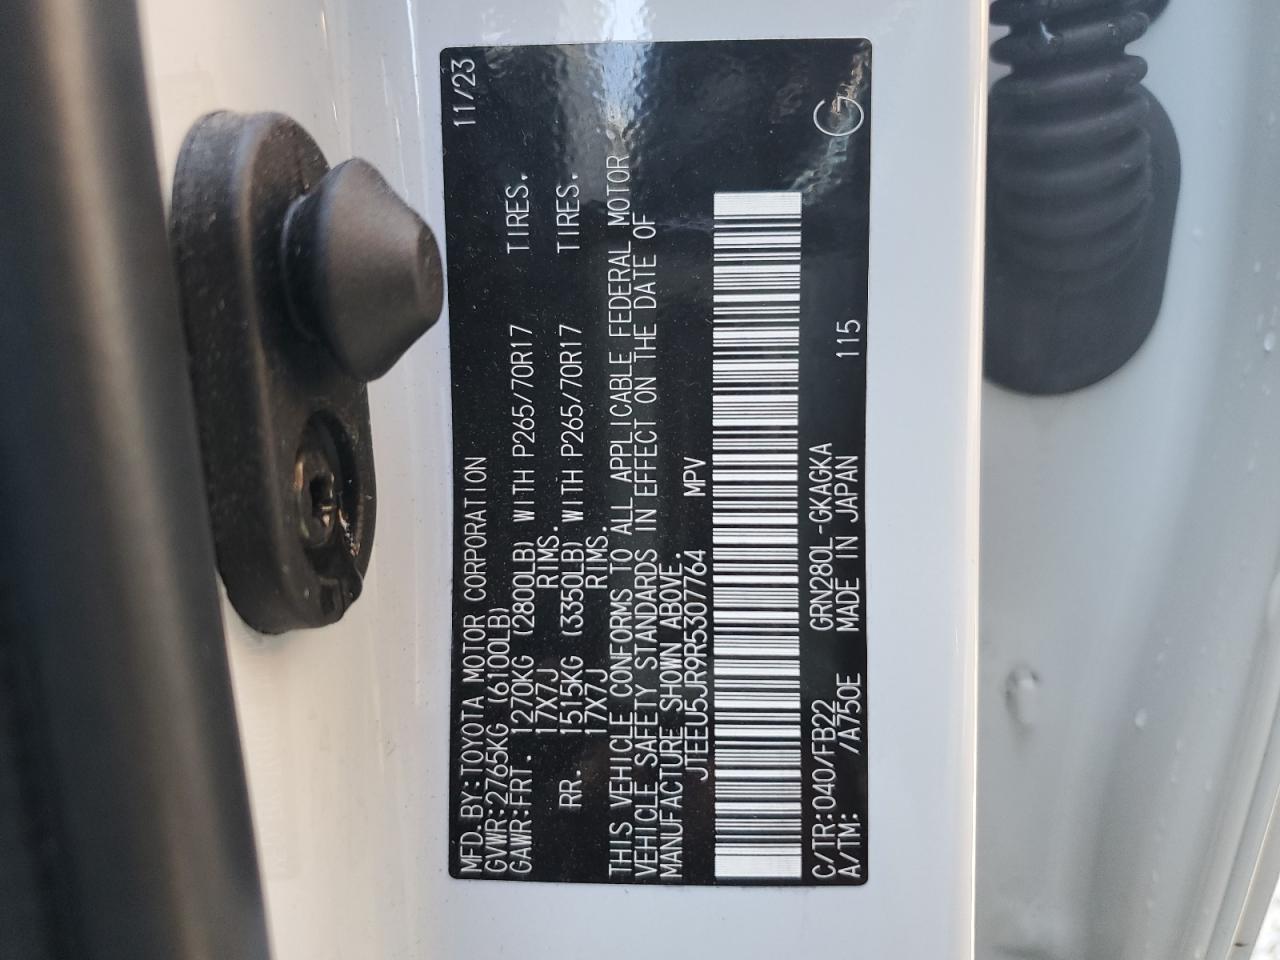 MFD.BY:TOYOTA MOTOR CORPORATION 11/23
GVWR:2765KG (6100LB)
GAWR:FRT. 1270KG (2800LB) WITH P265/70R17 TIRES.
17X7J RIMS.
RR. 1515KG (3350LB) WITH P265/70R17 TIRES.
17X7J RIMS.
THIS VEHICLE CONFORMS TO ALL APPLICABLE FEDERAL MOTOR
VEHICLE SAFETY STANDARDS IN EFFECT ON THE DATE OF
MANUFACTURE SHOWN ABOVE.
JTEEU5JR9R5307764 MPV
C/TR:040/FB22 GRN280L-GKAGKA G
A/TM: /A750E MADE IN JAPAN 115